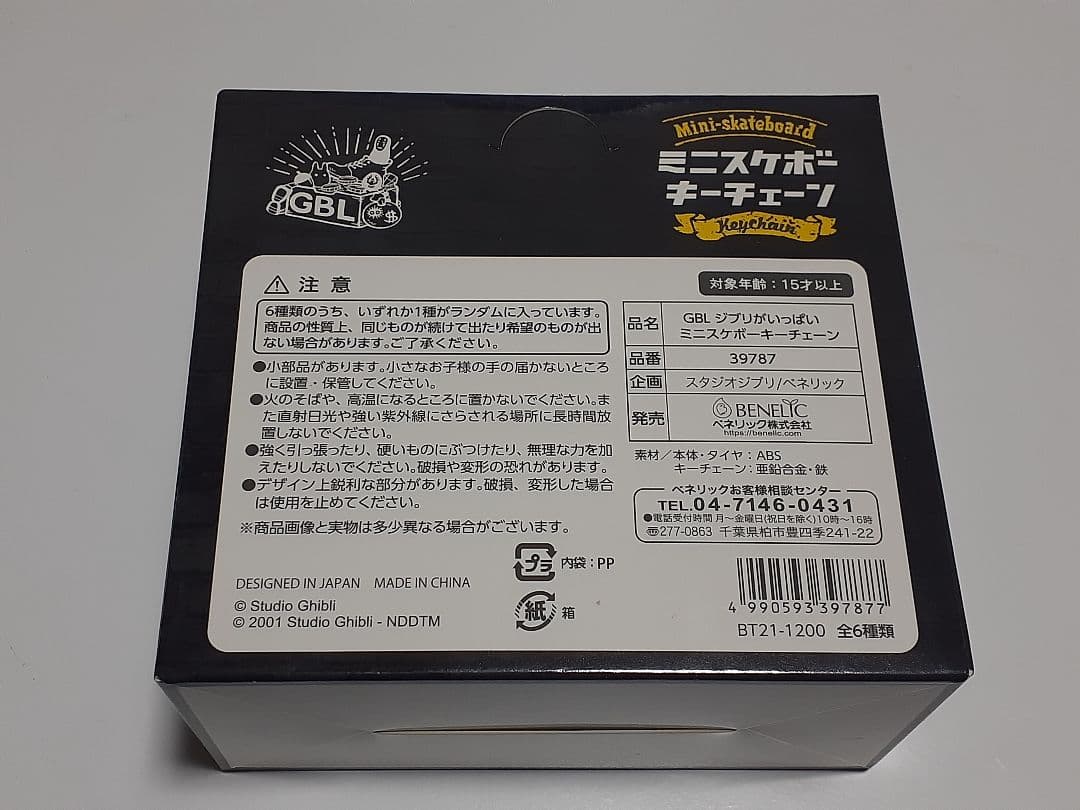 GBL
Mini-skateboard
ミニスケボー
キーチェーン
Keychain
注意
6種類のうち、いずれか1種がランダムに入っています。
商品の性質上、同じものが続けて出たり希望のものが出
ない場合があります。ご了承ください。
●小部品があります。小さなお子様の手の届かないところ
に設置・保管してください。
●火のそばや、高温になるところに置かないでください。ま
た直射日光や強い紫外線にさらされる場所に長時間放
置しないでください。
●強く引っ張ったり、硬いものにぶつけたり、無理な力を加
えたりしないでください。破損や変形の恐れがあります。
●デザイン上鋭利な部分があります。破損、変形した場合
は使用を止めてください。
※商品画像と実物は多少異なる場合がございます。
対象年齢:15才以上
品名 GBL ジブリがいっぱい
ミニスケボーキーチェーン
品番 39787
企画 スタジオジブリ/ベネリック
発売 BENELIC
ベネリック株式会社
https://benelic.com
素材/本体・タイヤ:ABS
キーチェーン:亜鉛合金・鉄
ベネリックお客様相談センター
TEL.04-7146-0431
●電話受付時間 月~金曜日(祝日を除く)10時~16時
〠277-0863 千葉県柏市豊四季241-22
プラ 内袋:PP
紙 箱
DESIGNED IN JAPAN MADE IN CHINA
© Studio Ghibli
© 2001 Studio Ghibli - NDDTM
4 990593 397877
BT21-1200 全6種類